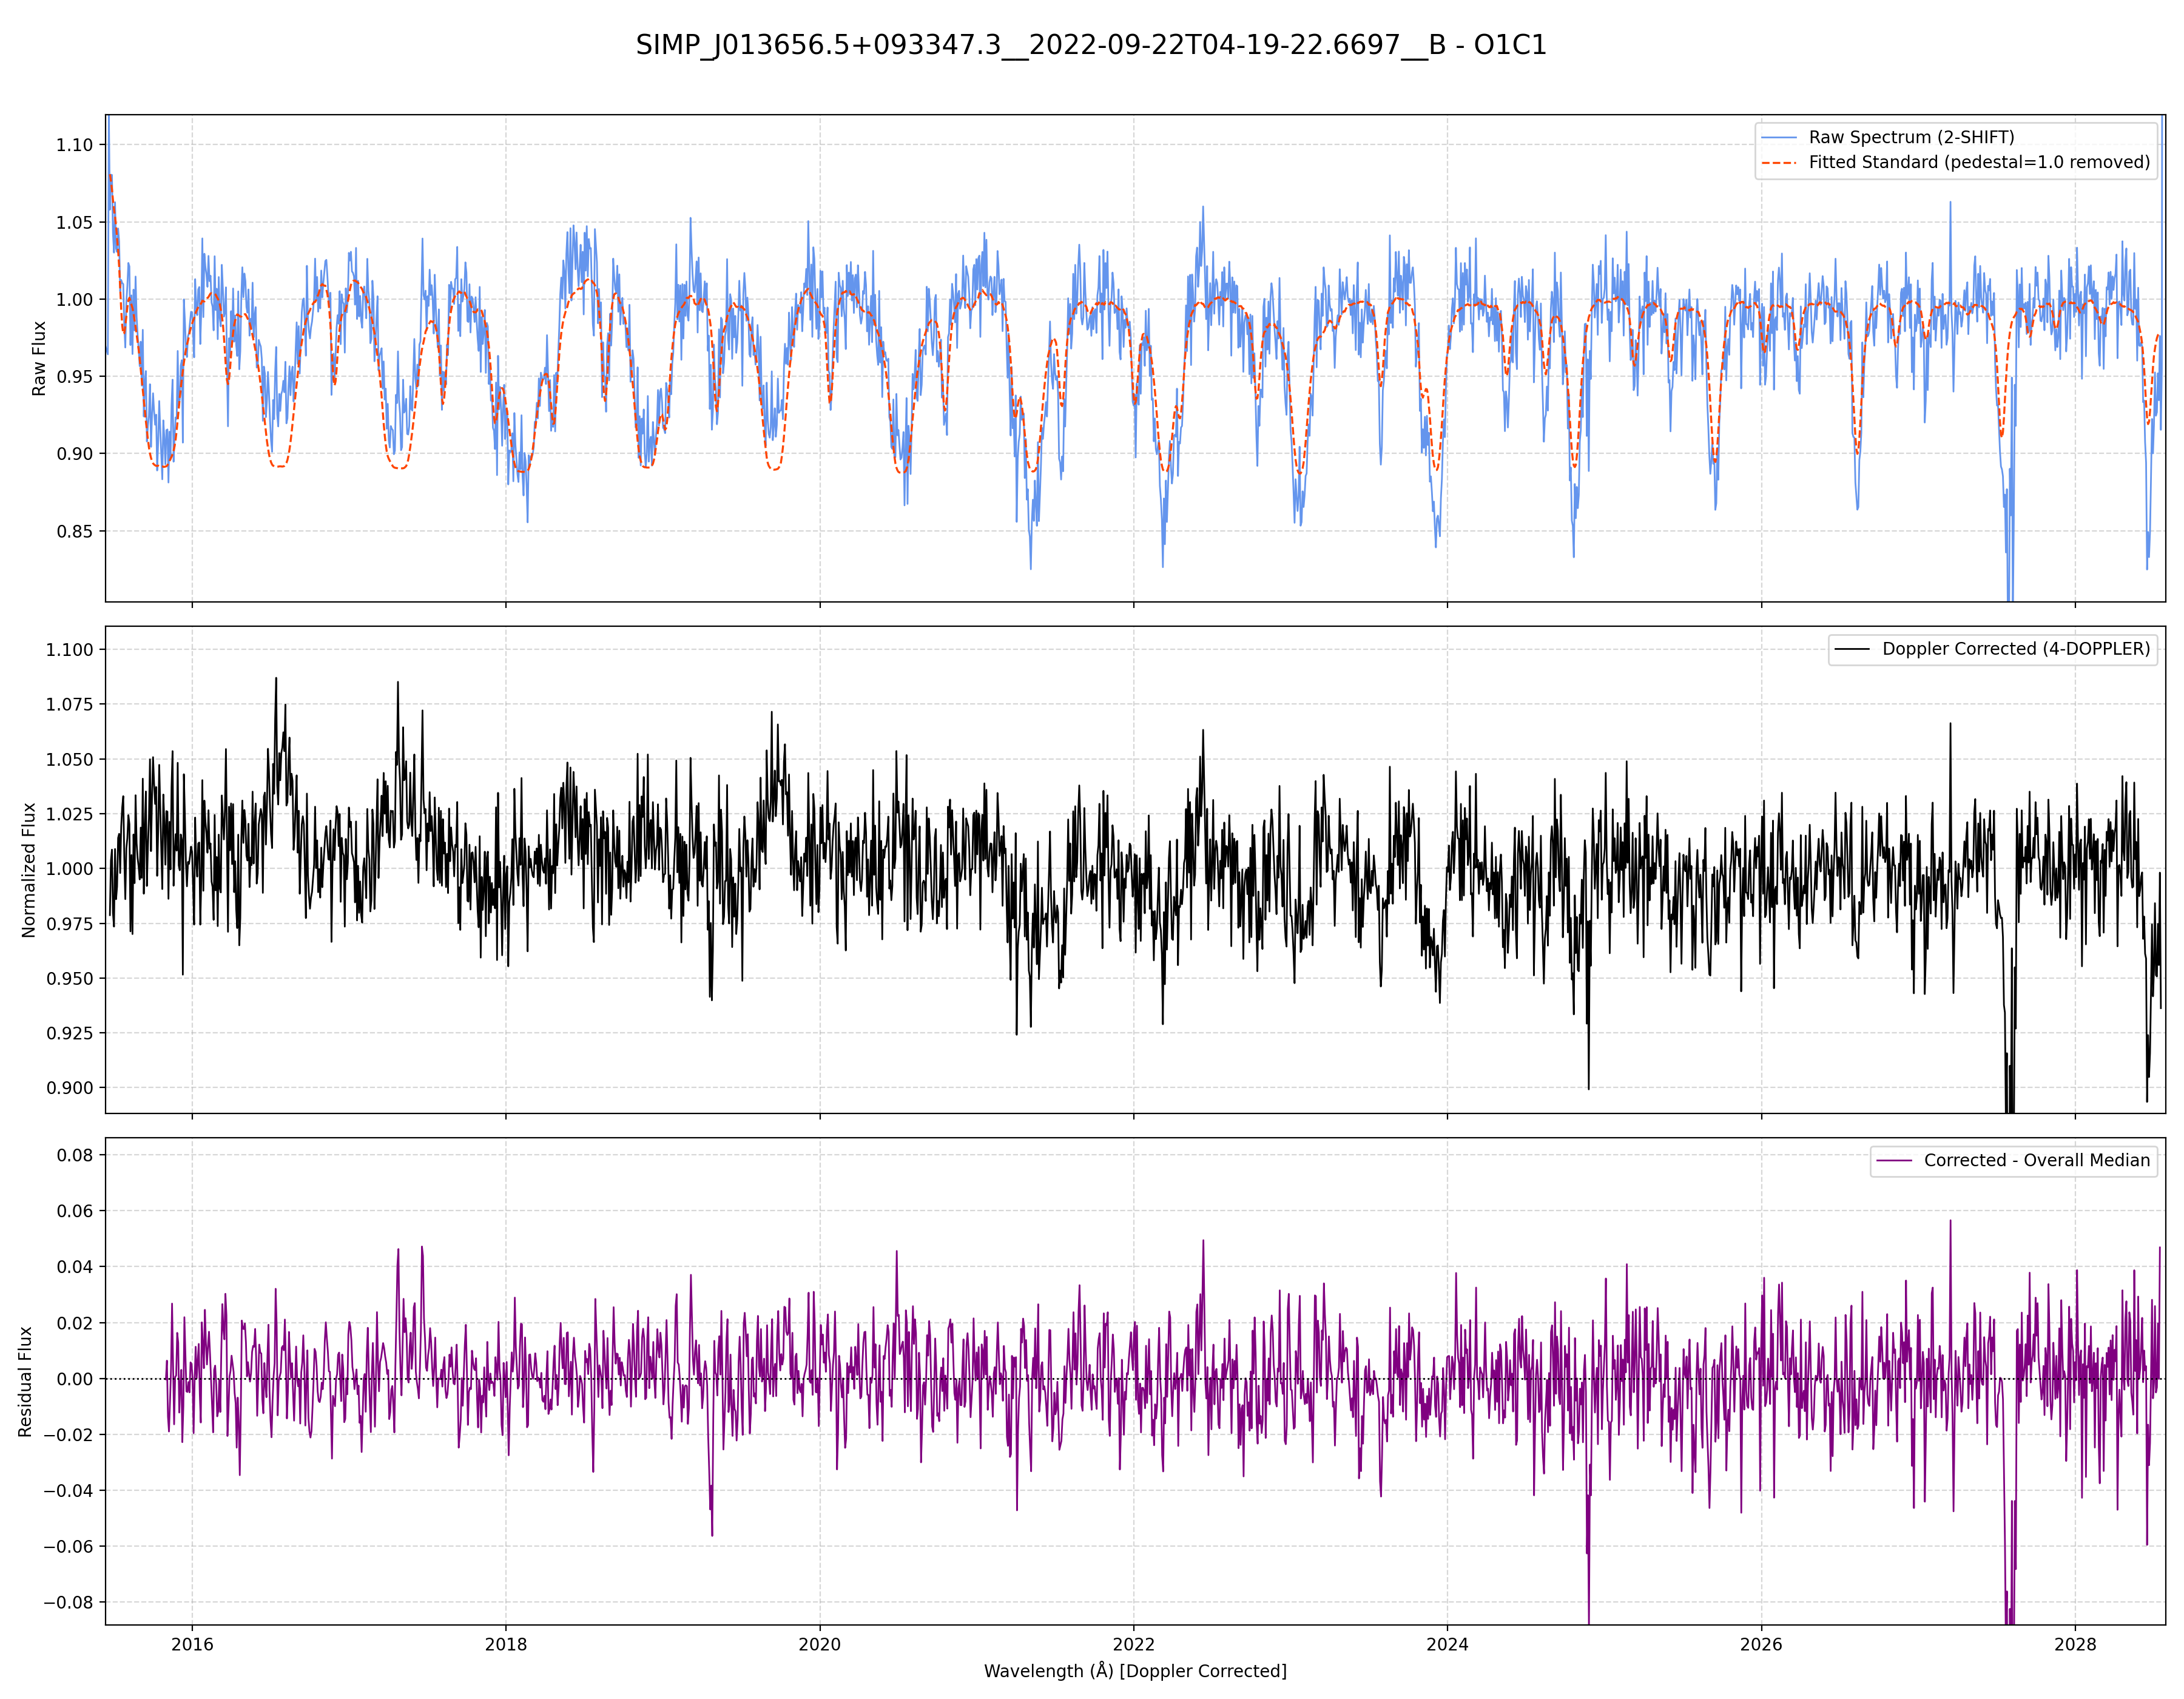 SIMP_J013656.5+093347.3__2022-09-22T04-19-22.6697__B - O1C1
Raw Spectrum (2-SHIFT)
Fitted Standard (pedestal=1.0 removed)
1.10
1.05
1.00
0.95
0.90
0.85
Raw Flux
Doppler Corrected (4-DOPPLER)
1.100
1.075
1.050
1.025
1.000
0.975
0.950
0.925
0.900
Normalized Flux
Corrected - Overall Median
0.08
0.06
0.04
0.02
0.00
−0.02
−0.04
−0.06
−0.08
Residual Flux
2016 2018 2020 2022 2024 2026 2028
Wavelength (Å) [Doppler Corrected]